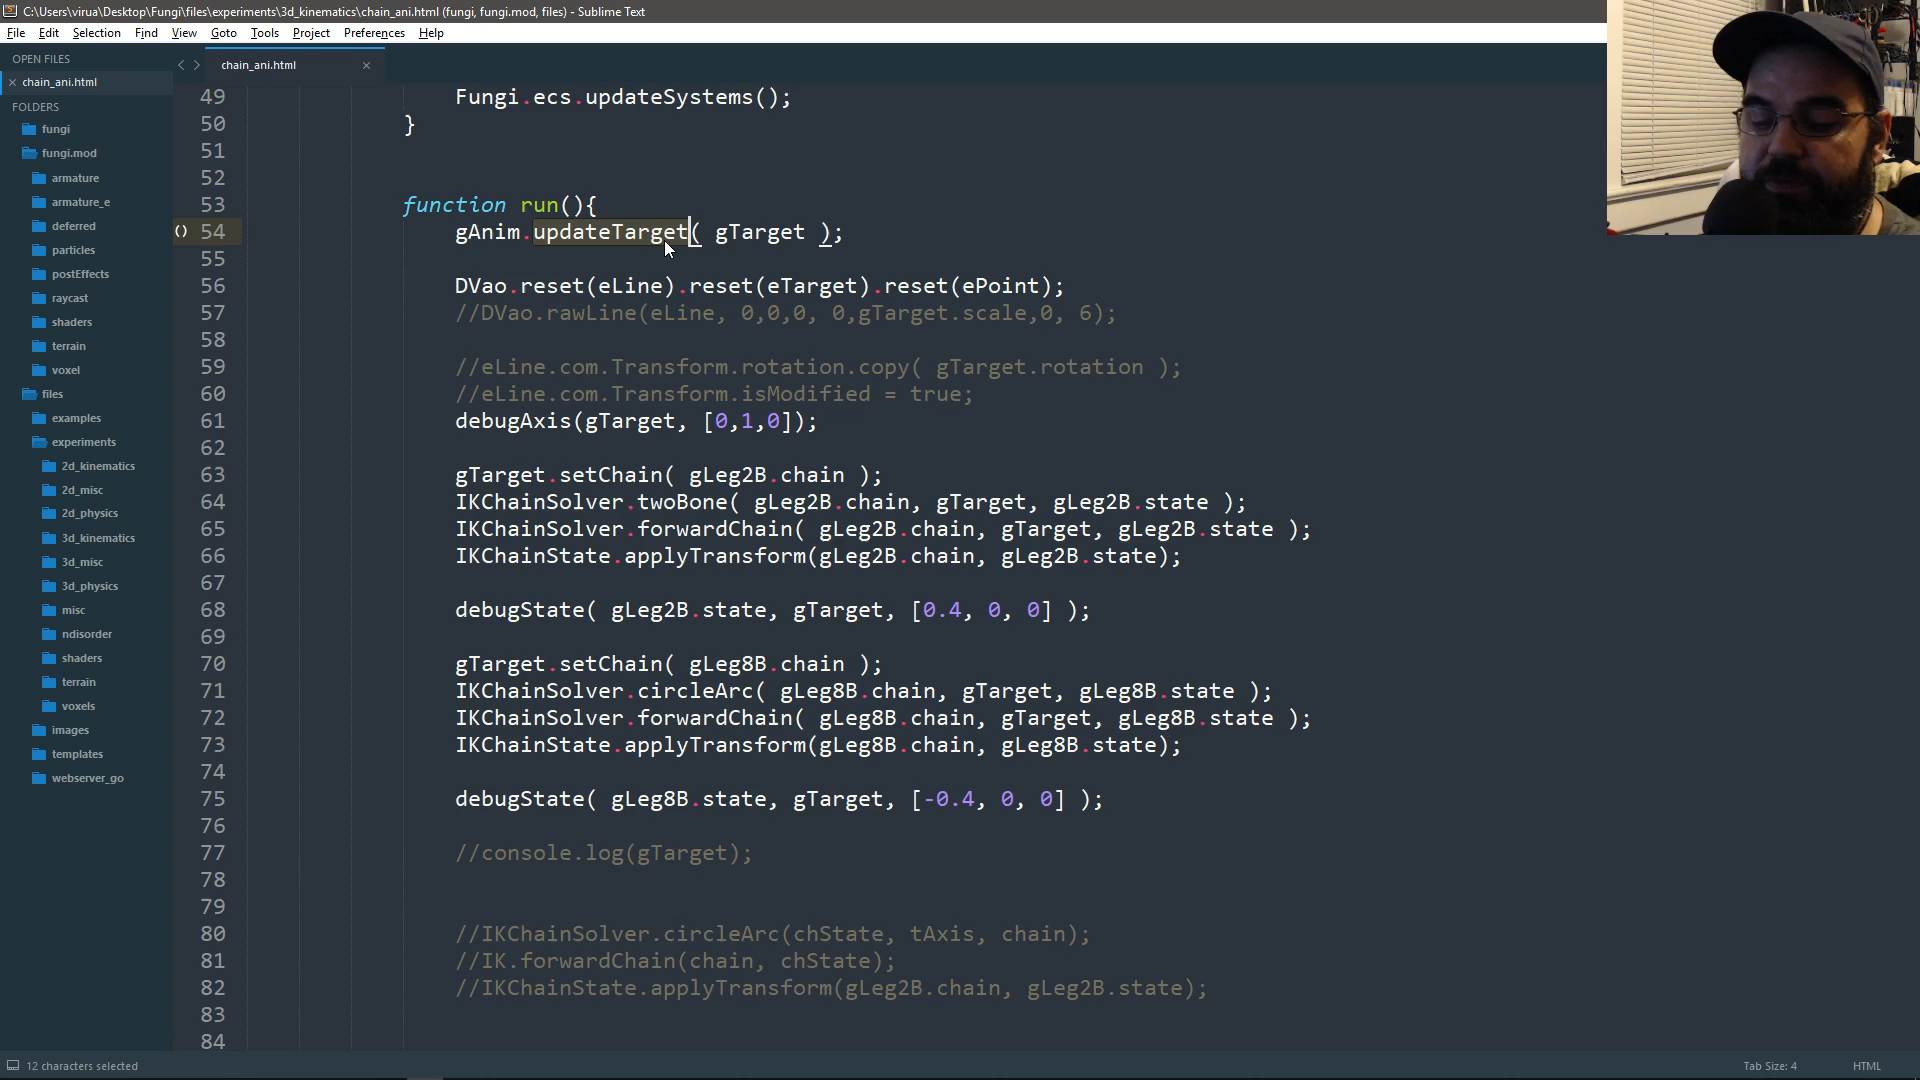 C:\Users\virua\Desktop\Fungi\files\experiments\3d_kinematics\chain_ani.html (fungi, fungi.mod, files) - Sublime Text
File Edit Selection Find View Goto Tools Project Preferences Help
OPEN FILES
chain_ani.html
FOLDERS
fungi
fungi.mod
armature
armature_e
deferred
particles
postEffects
raycast
shaders
terrain
voxel
files
examples
experiments
2d_kinematics
2d_misc
2d_physics
3d_kinematics
3d_misc
3d_physics
misc
ndisorder
shaders
terrain
voxels
images
templates
webserver_go
chain_ani.html
49 Fungi.ecs.updateSystems();
50 }
51
52
53 function run(){
54 gAnim.updateTarget( gTarget );
55
56 DVao.reset(eLine).reset(eTarget).reset(ePoint);
57 //DVao.rawLine(eLine, 0,0,0, 0,gTarget.scale,0, 6);
58
59 //eLine.com.Transform.rotation.copy( gTarget.rotation );
60 //eLine.com.Transform.isModified = true;
61 debugAxis(gTarget, [0,1,0]);
62
63 gTarget.setChain( gLeg2B.chain );
64 IKChainSolver.twoBone( gLeg2B.chain, gTarget, gLeg2B.state );
65 IKChainSolver.forwardChain( gLeg2B.chain, gTarget, gLeg2B.state );
66 IKChainState.applyTransform(gLeg2B.chain, gLeg2B.state);
67
68 debugState( gLeg2B.state, gTarget, [0.4, 0, 0] );
69
70 gTarget.setChain( gLeg8B.chain );
71 IKChainSolver.circleArc( gLeg8B.chain, gTarget, gLeg8B.state );
72 IKChainSolver.forwardChain( gLeg8B.chain, gTarget, gLeg8B.state );
73 IKChainState.applyTransform(gLeg8B.chain, gLeg8B.state);
74
75 debugState( gLeg8B.state, gTarget, [-0.4, 0, 0] );
76
77 //console.log(gTarget);
78
79
80 //IKChainSolver.circleArc(chState, tAxis, chain);
81 //IK.forwardChain(chain, chState);
82 //IKChainState.applyTransform(gLeg2B.chain, gLeg2B.state);
83
84
12 characters selected
Tab Size: 4
HTML